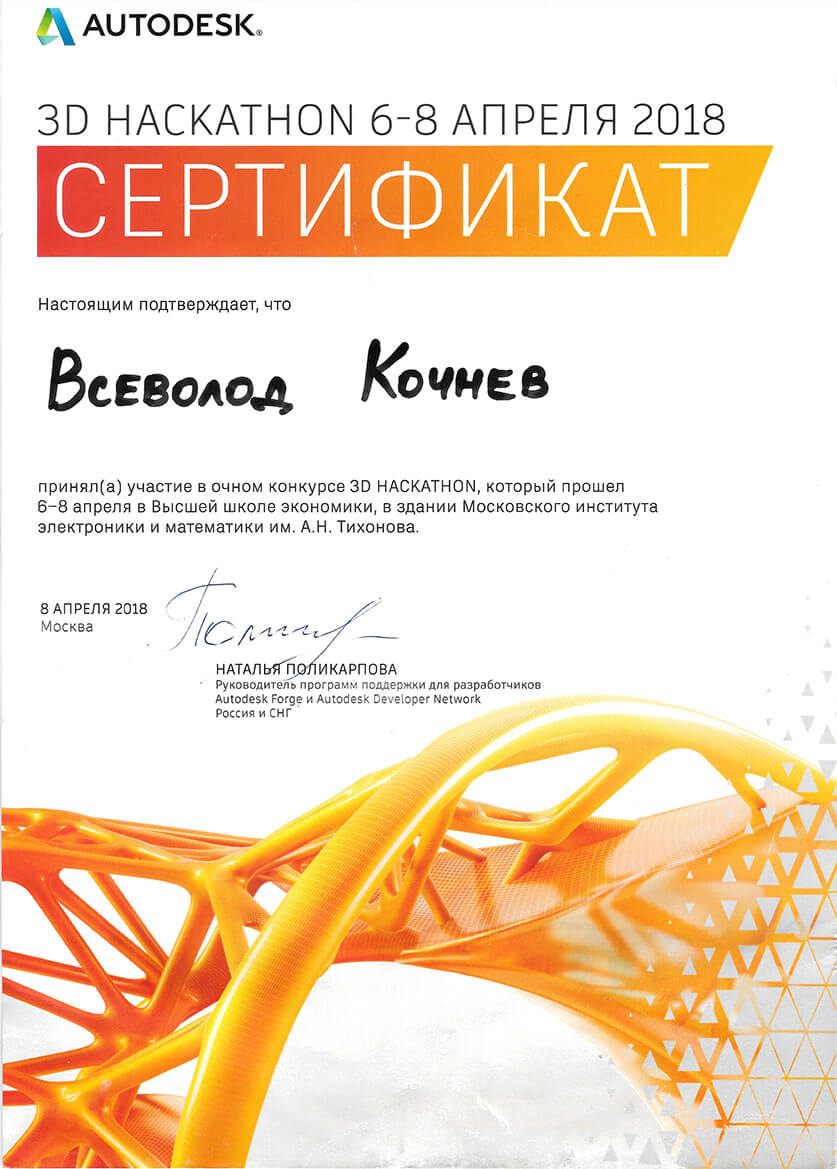 AUTODESK®
3D HACKATHON 6–8 АПРЕЛЯ 2018
СЕРТИФИКАТ
Настоящим подтверждает, что
Всеволод Кочнев
принял(а) участие в очном конкурсе 3D HACKATHON, который прошел
6–8 апреля в Высшей школе экономики, в здании Московского института
электроники и математики им. А.Н. Тихонова.
8 АПРЕЛЯ 2018
Москва
НАТАЛЬЯ ПОЛИКАРПОВА
Руководитель программ поддержки для разработчиков
Autodesk Forge и Autodesk Developer Network
Россия и СНГ